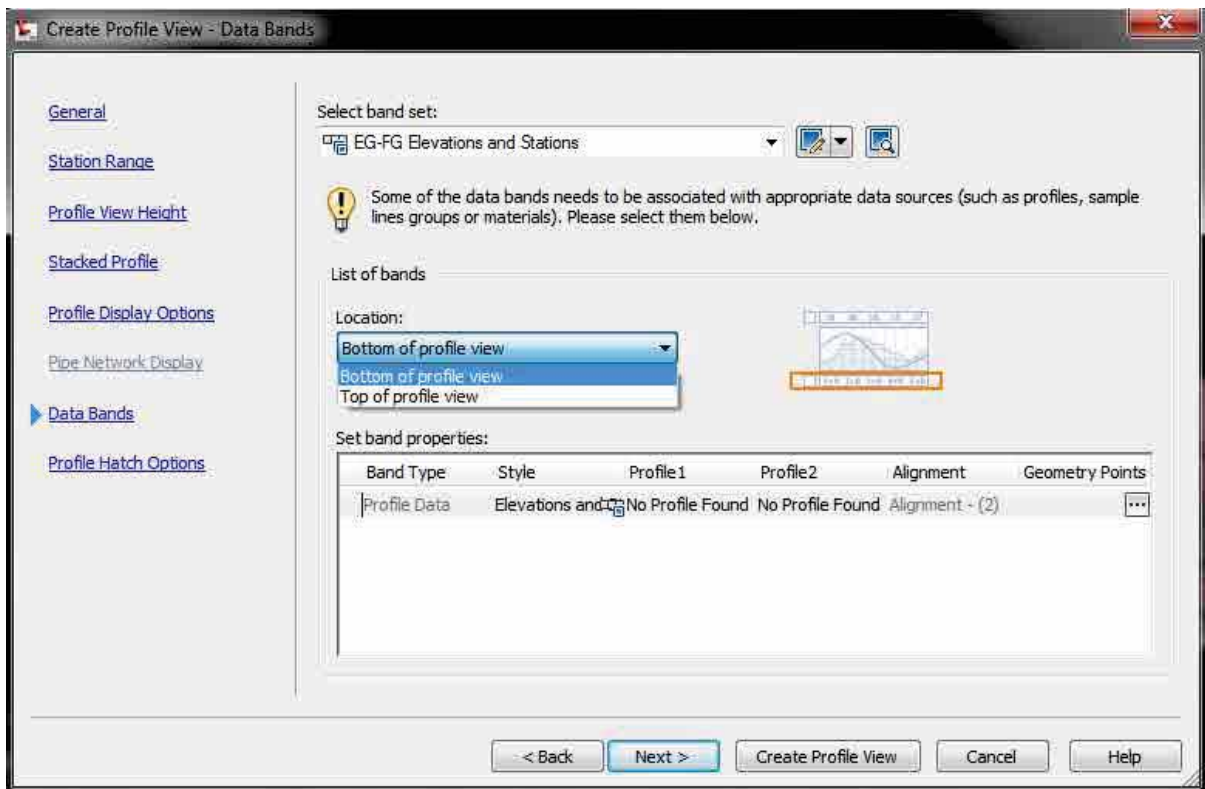 Create Profile View - Data Bands
General
Station Range
Profile View Height
Stacked Profile
Profile Display Options
Pipe Network Display
Data Bands
Profile Hatch Options
Select band set:
EG-FG Elevations and Stations
Some of the data bands needs to be associated with appropriate data sources (such as profiles, sample
lines groups or materials). Please select them below.
List of bands
Location:
Bottom of profile view
Bottom of profile view
Top of profile view
Set band properties:
Band Type Style Profile1 Profile2 Alignment Geometry Points
Profile Data Elevations and No Profile Found No Profile Found Alignment - (2) ...
< Back Next > Create Profile View Cancel Help